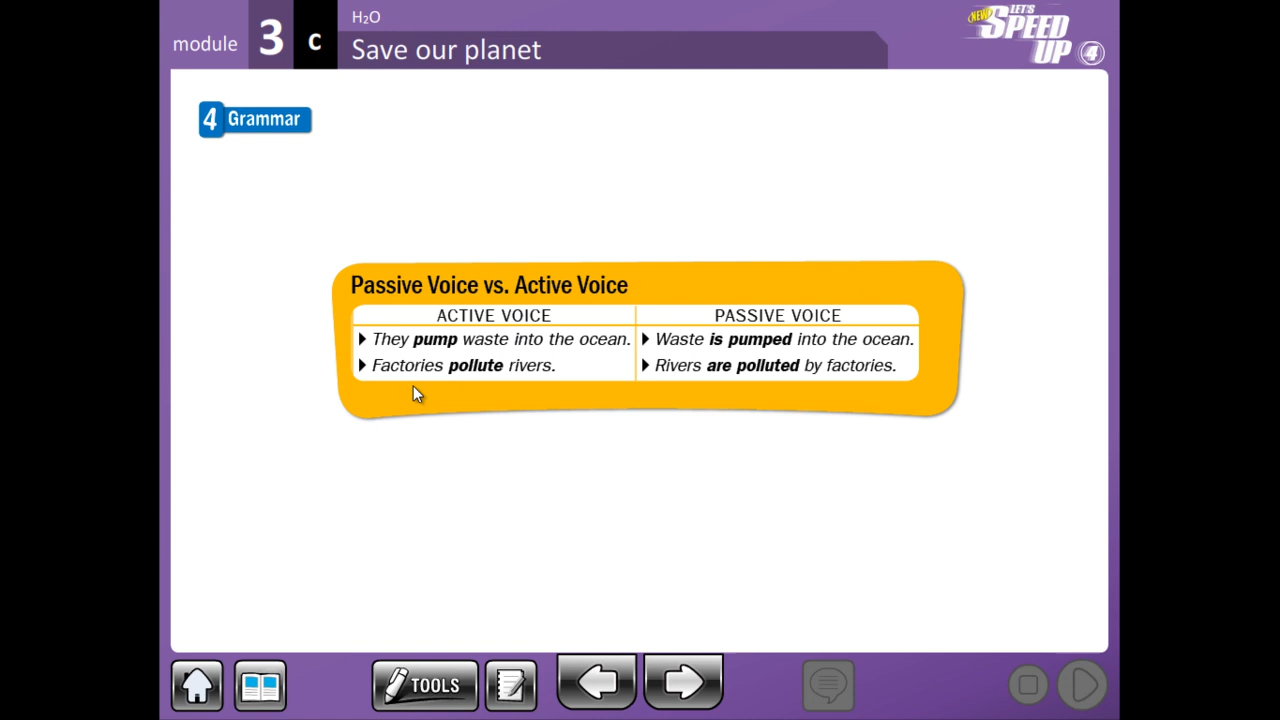 module 3 c
H₂O
Save our planet
NEW LET'S SPEED UP 4
4 Grammar
Passive Voice vs. Active Voice
ACTIVE VOICE PASSIVE VOICE
They pump waste into the ocean. Waste is pumped into the ocean.
Factories pollute rivers. Rivers are polluted by factories.
TOOLS